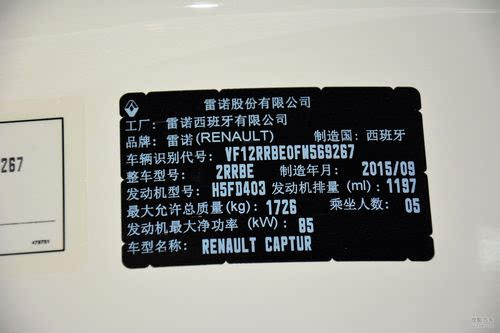 雷诺股份有限公司
工厂：雷诺西班牙有限公司
品牌：雷诺(RENAULT) 制造国：西班牙
车辆识别代号：VF12RRBE0FW569267
整车型号：2RRBE 制造年月：2015/09
发动机型号：H5FD403 发动机排量(ml)：1197
最大允许总质量(kg)：1726 乘坐人数：05
发动机最大净功率(kW)：85
车型名称：RENAULT CAPTUR
9267